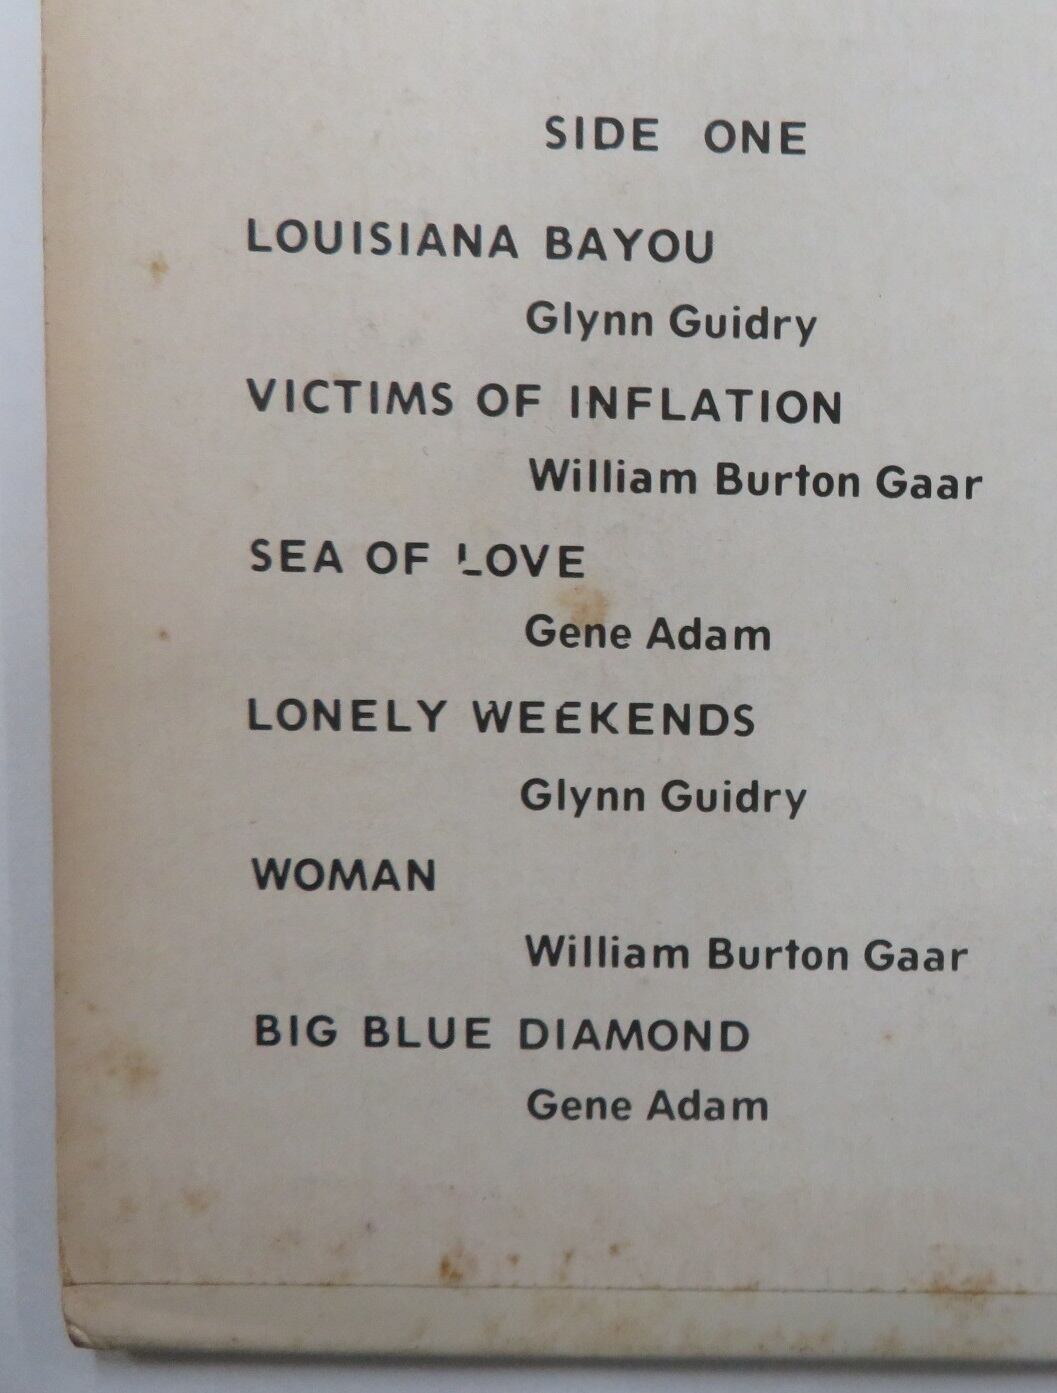 SIDE ONE
LOUISIANA BAYOU
Glynn Guidry
VICTIMS OF INFLATION
William Burton Gaar
SEA OF LOVE
Gene Adam
LONELY WEEKENDS
Glynn Guidry
WOMAN
William Burton Gaar
BIG BLUE DIAMOND
Gene Adam